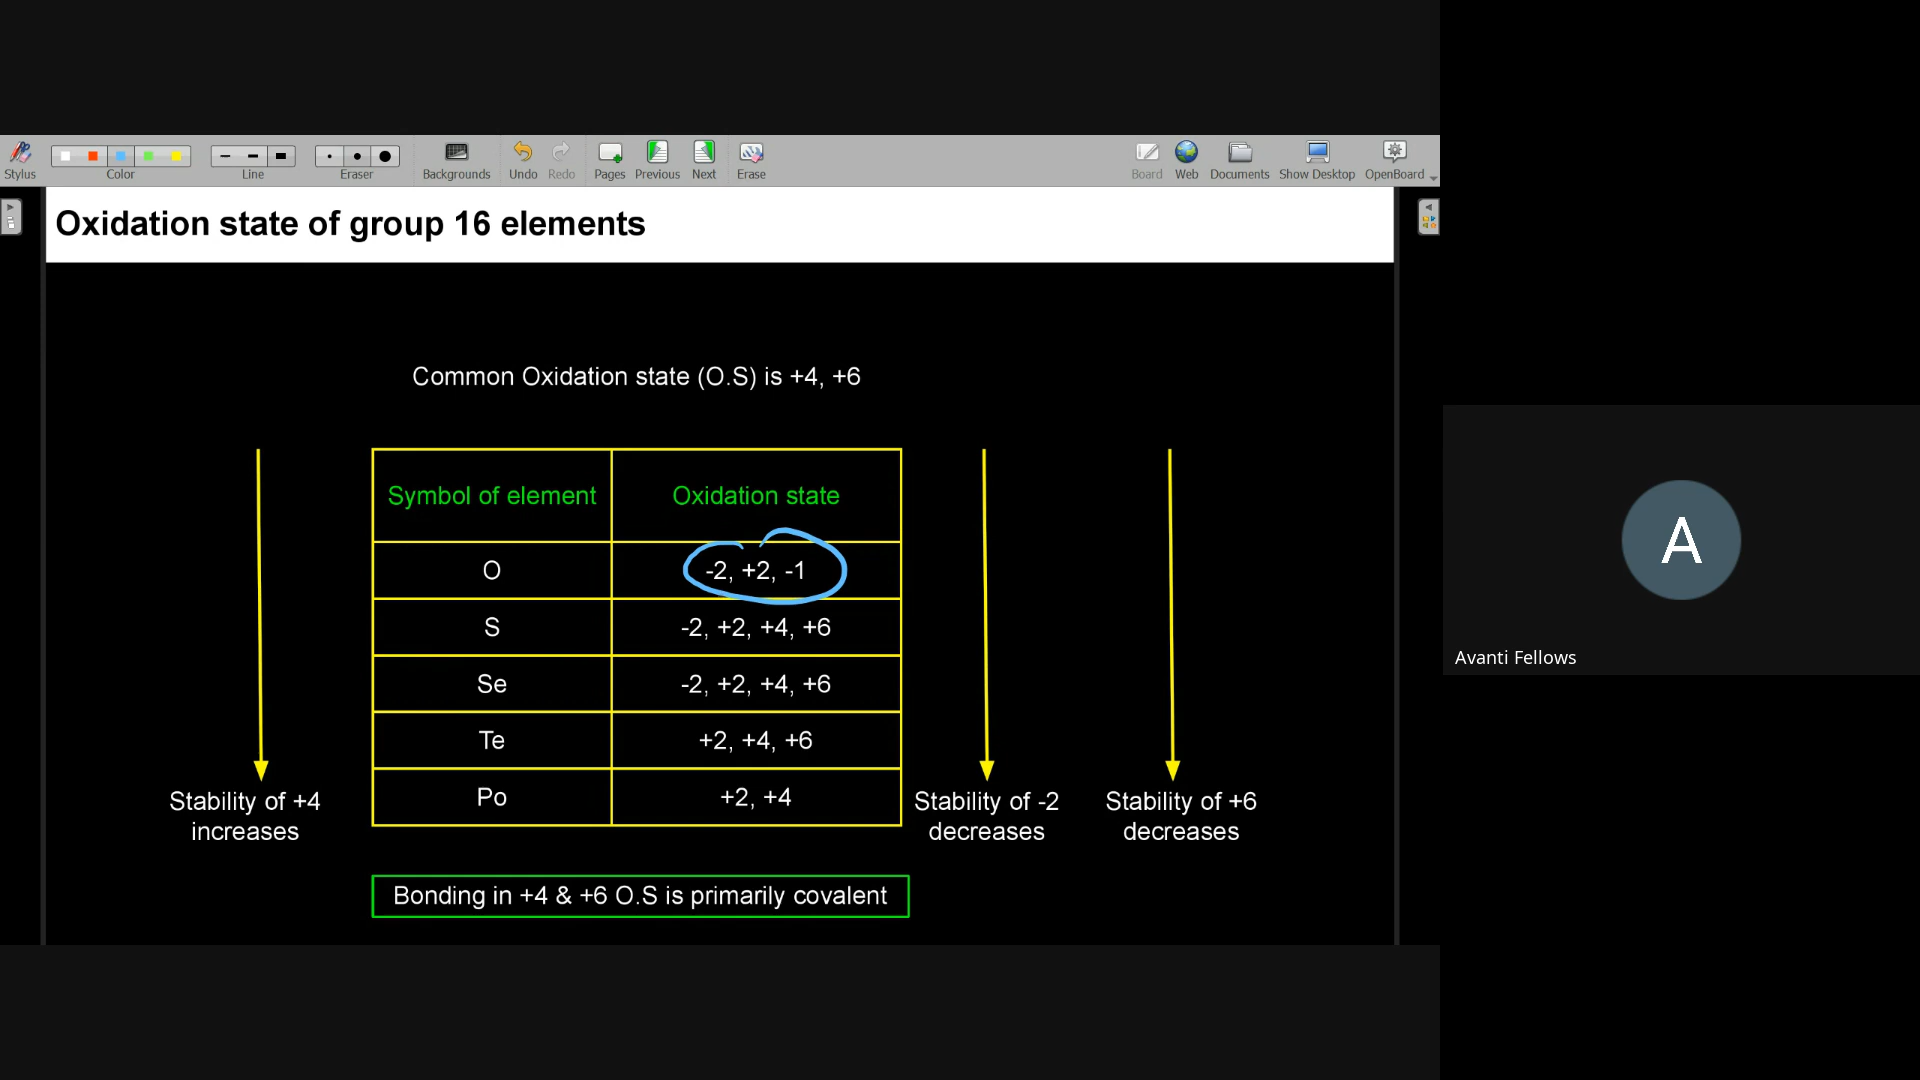 Stylus Color Line Eraser Backgrounds Undo Redo Pages Previous Next Erase Board Web Documents Show Desktop OpenBoard
Oxidation state of group 16 elements
Common Oxidation state (O.S) is +4, +6
Symbol of element Oxidation state
O -2, +2, -1
S -2, +2, +4, +6
Se -2, +2, +4, +6
Te +2, +4, +6
Po +2, +4
Stability of +4
increases
Stability of -2
decreases
Stability of +6
decreases
Bonding in +4 & +6 O.S is primarily covalent
A
Avanti Fellows